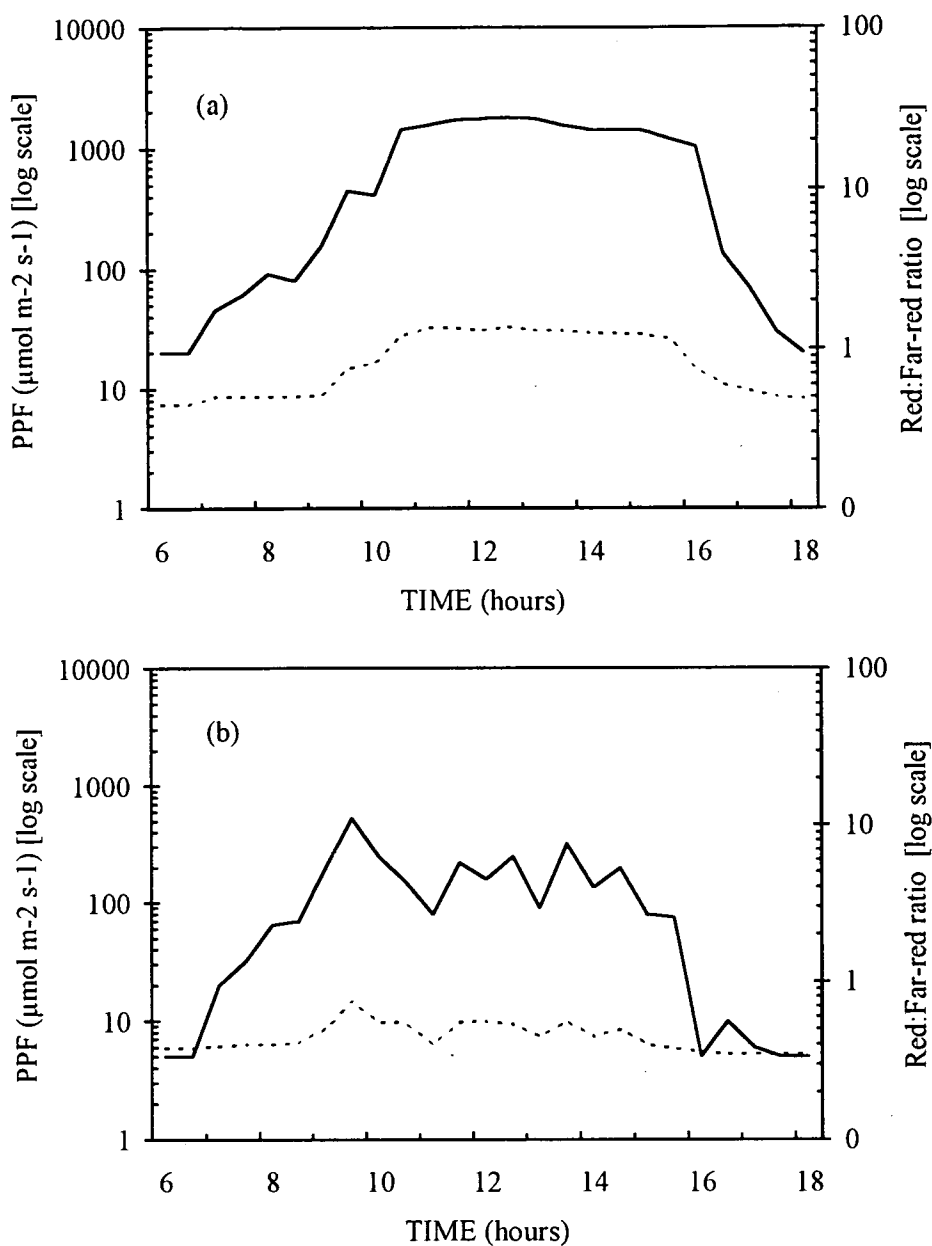 (a)
PPF (µmol m-2 s-1) [log scale]
10000
1000
100
10
1
Red:Far-red ratio [log scale]
100
10
1
0
6 8 10 12 14 16 18
TIME (hours)
(b)
PPF (µmol m-2 s-1) [log scale]
10000
1000
100
10
1
Red:Far-red ratio [log scale]
100
10
1
0
6 8 10 12 14 16 18
TIME (hours)